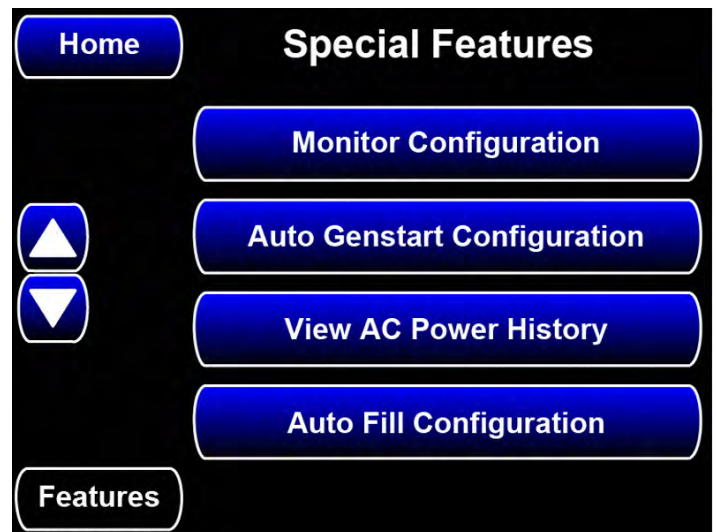 Home
Special Features
Monitor Configuration
Auto Genstart Configuration
View AC Power History
Auto Fill Configuration
Features